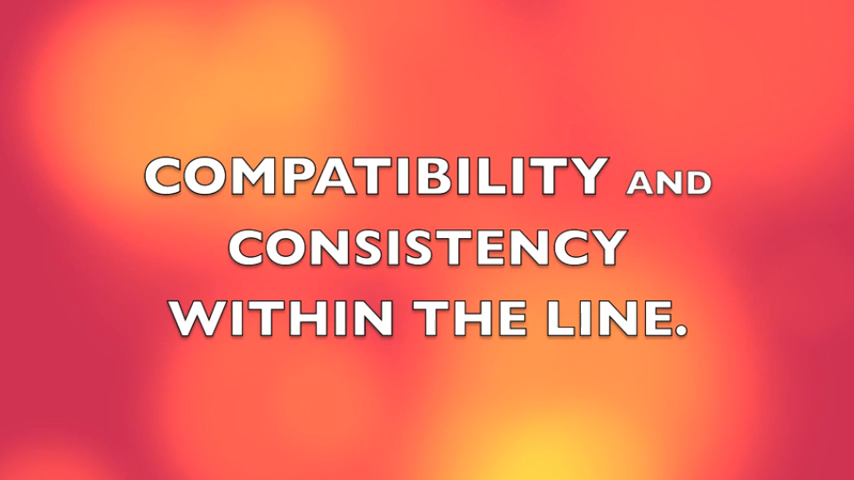 COMPATIBILITY AND
CONSISTENCY
WITHIN THE LINE.